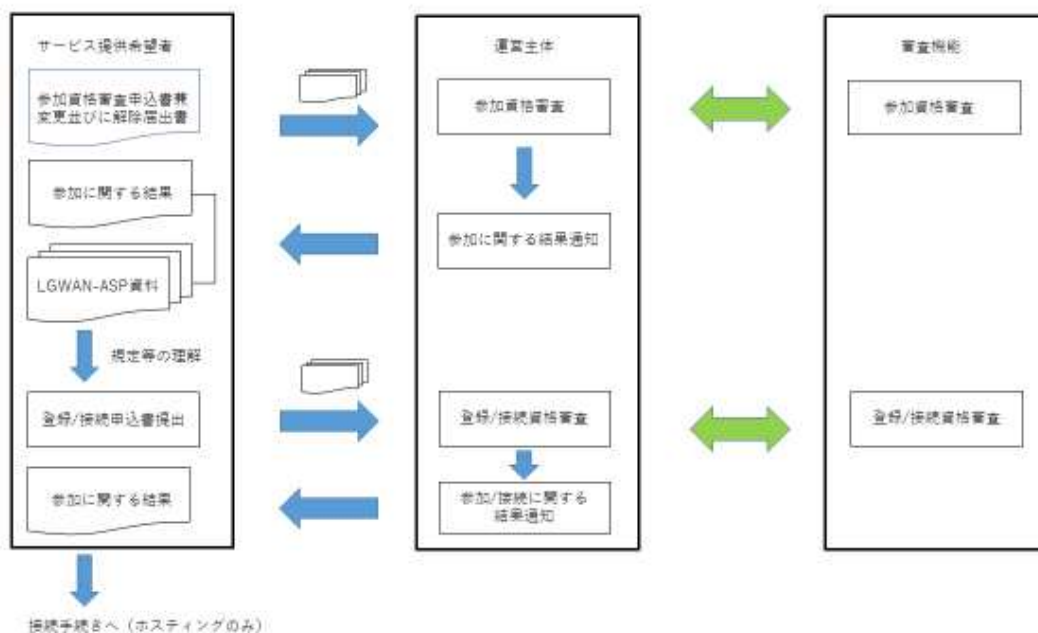 サービス提供希望者
参加資格審査申込書兼
変更並びに解除届出書
参加に関する結果
LGWAN-ASP資料
規定等の理解
登録/接続申込書提出
参加に関する結果
接続手続きへ（ホスティングのみ）
運営主体
参加資格審査
参加に関する結果通知
登録/接続資格審査
参加/接続に関する
結果通知
審査機能
参加資格審査
登録/接続資格審査